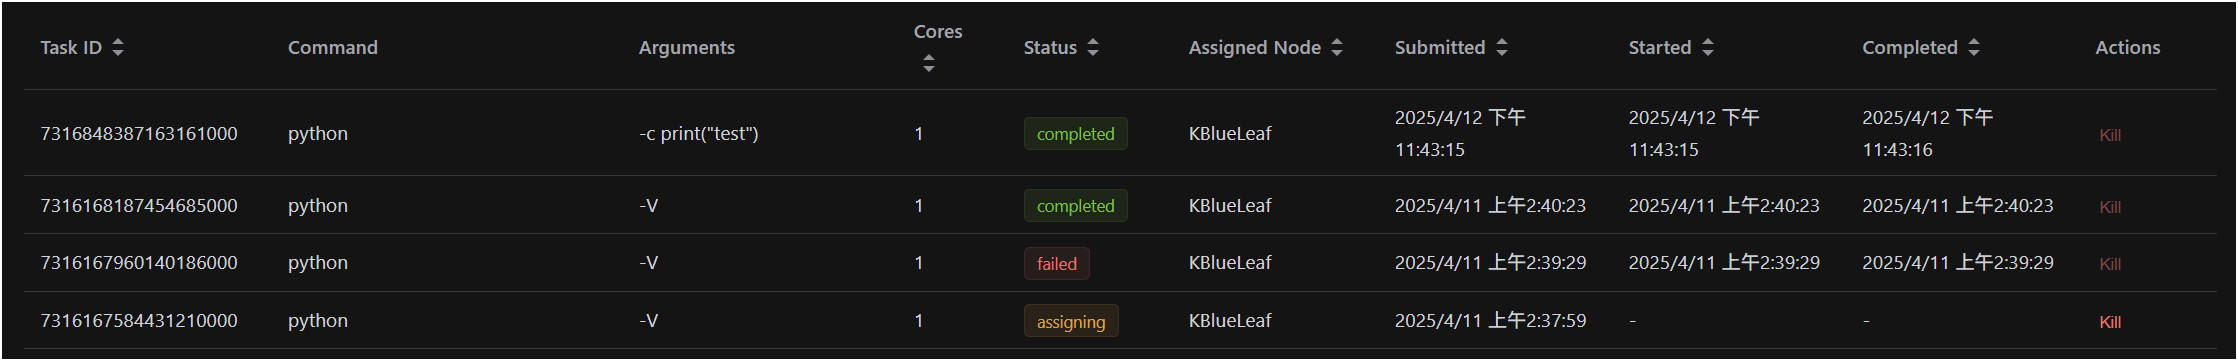 Task ID Command Arguments Cores Status Assigned Node Submitted Started Completed Actions
7316848387163161000 python -c print("test") 1 completed KBlueLeaf 2025/4/12 下午 11:43:15 2025/4/12 下午 11:43:15 2025/4/12 下午 11:43:16 Kill
7316168187454685000 python -V 1 completed KBlueLeaf 2025/4/11 上午2:40:23 2025/4/11 上午2:40:23 2025/4/11 上午2:40:23 Kill
7316167960140186000 python -V 1 failed KBlueLeaf 2025/4/11 上午2:39:29 2025/4/11 上午2:39:29 2025/4/11 上午2:39:29 Kill
7316167584431210000 python -V 1 assigning KBlueLeaf 2025/4/11 上午2:37:59 - - Kill